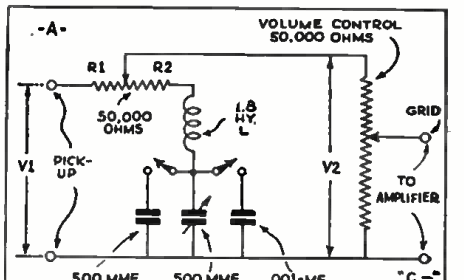 -A-
VOLUME CONTROL
50,000 OHMS
R1 R2
50,000
OHMS
1.8
HY.
L
GRID
V1
PICK-
UP
V2
TO
AMPLIFIER
500 MMF. 500 MMF. .001-MF.
"C-"